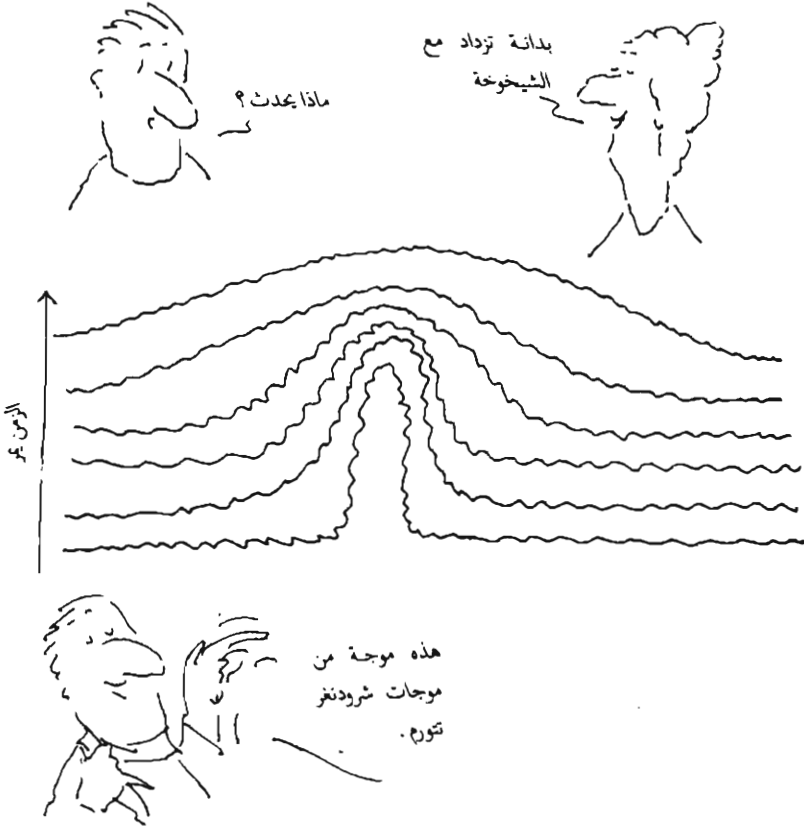 بدانة تزداد مع
الشيخوخة
ماذا يحدث؟
الزمن يمر
هذه موجة من
موجات شرودنغر
تتورم.